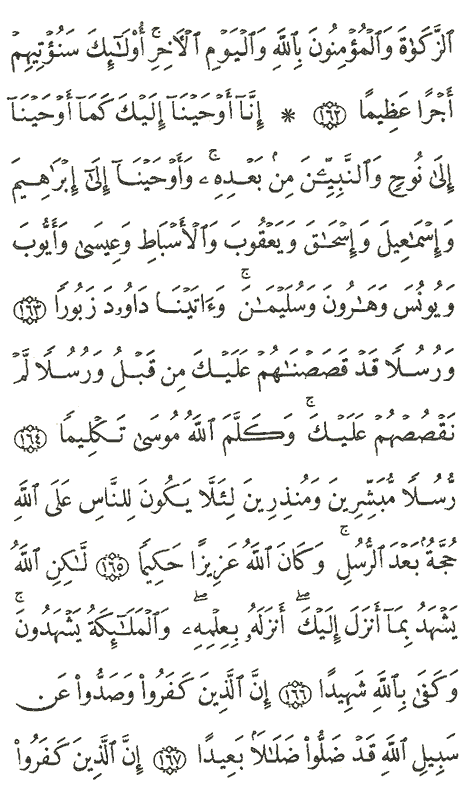 ٱلزَّكَوٰةَ وَٱلْمُؤْمِنُونَ بِٱللَّهِ وَٱلْيَوْمِ ٱلْأَخِرِ ۚ أُوْلَٰٓئِكَ سَنُؤْتِيهِمْ
أَجْرًا عَظِيمًا ١٦٢ * إِنَّآ أَوْحَيْنَآ إِلَيْكَ كَمَآ أَوْحَيْنَآ
إِلَىٰ نُوحٍ وَٱلنَّبِيِّـۧنَ مِنۢ بَعْدِهِۦ ۚ وَأَوْحَيْنَآ إِلَىٰٓ إِبْرَٰهِيمَ
وَإِسْمَٰعِيلَ وَإِسْحَٰقَ وَيَعْقُوبَ وَٱلْأَسْبَاطِ وَعِيسَىٰ وَأَيُّوبَ
وَيُونُسَ وَهَٰرُونَ وَسُلَيْمَٰنَ ۚ وَءَاتَيْنَا دَاوُۥدَ زَبُورًا ١٦٣
وَرُسُلًا قَدْ قَصَصْنَٰهُمْ عَلَيْكَ مِن قَبْلُ وَرُسُلًا لَّمْ
نَقْصُصْهُمْ عَلَيْكَ ۚ وَكَلَّمَ ٱللَّهُ مُوسَىٰ تَكْلِيمًا ١٦٤
رُّسُلًا مُّبَشِّرِينَ وَمُنذِرِينَ لِئَلَّا يَكُونَ لِلنَّاسِ عَلَى ٱللَّهِ
حُجَّةٌۢ بَعْدَ ٱلرُّسُلِ ۚ وَكَانَ ٱللَّهُ عَزِيزًا حَكِيمًا ١٦٥ لَّٰكِنِ ٱللَّهُ
يَشْهَدُ بِمَآ أَنزَلَ إِلَيْكَ ۖ أَنزَلَهُۥ بِعِلْمِهِۦ ۖ وَٱلْمَلَٰٓئِكَةُ يَشْهَدُونَ ۚ
وَكَفَىٰ بِٱللَّهِ شَهِيدًا ١٦٦ إِنَّ ٱلَّذِينَ كَفَرُوا۟ وَصَدُّوا۟ عَن
سَبِيلِ ٱللَّهِ قَدْ ضَلُّوا۟ ضَلَٰلًۢا بَعِيدًا ١٦٧ إِنَّ ٱلَّذِينَ كَفَرُوا۟